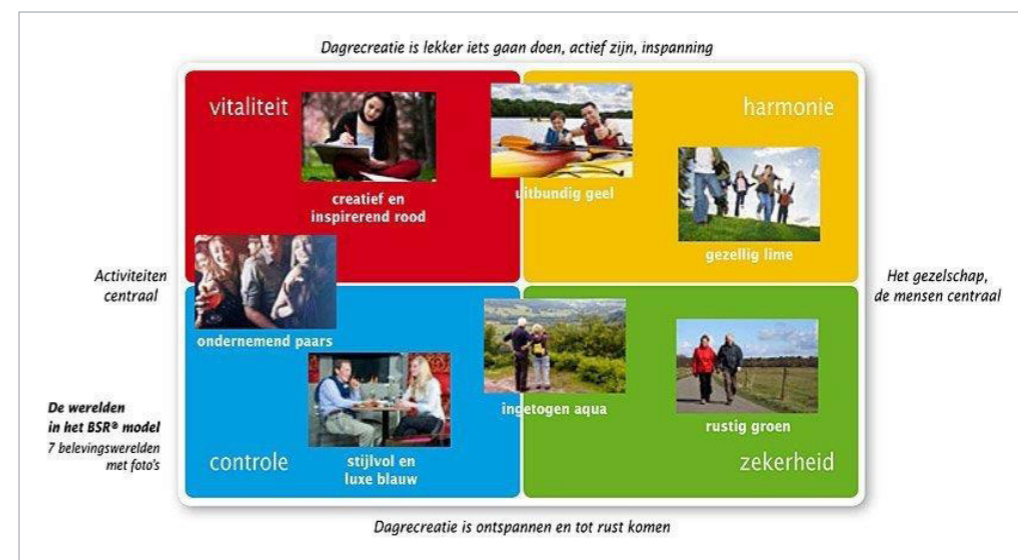 Dagrecreatie is lekker iets gaan doen, actief zijn, inspanning
vitaliteit
harmonie
creatief en
inspirerend rood
uitbundig geel
gezellig lime
Activiteiten
centraal
Het gezelschap,
de mensen centraal
ondernemend paars
ingetogen aqua
rustig groen
De werelden
in het BSR® model
7 belevingswerelden
met foto's
controle
stijlvol en
luxe blauw
zekerheid
Dagrecreatie is ontspannen en tot rust komen